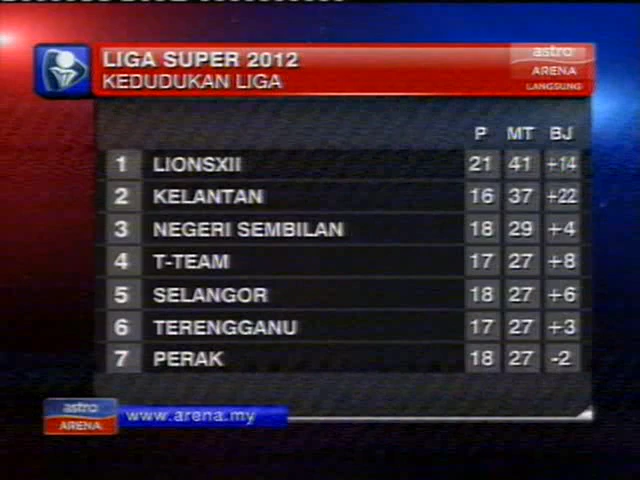 LIGA SUPER 2012
KEDUDUKAN LIGA
astro
ARENA
LANGSUNG
P MT BJ
1 LIONSXII 21 41 +14
2 KELANTAN 16 37 +22
3 NEGERI SEMBILAN 18 29 +4
4 T-TEAM 17 27 +8
5 SELANGOR 18 27 +6
6 TERENGGANU 17 27 +3
7 PERAK 18 27 -2
astro
ARENA
www.arena.my